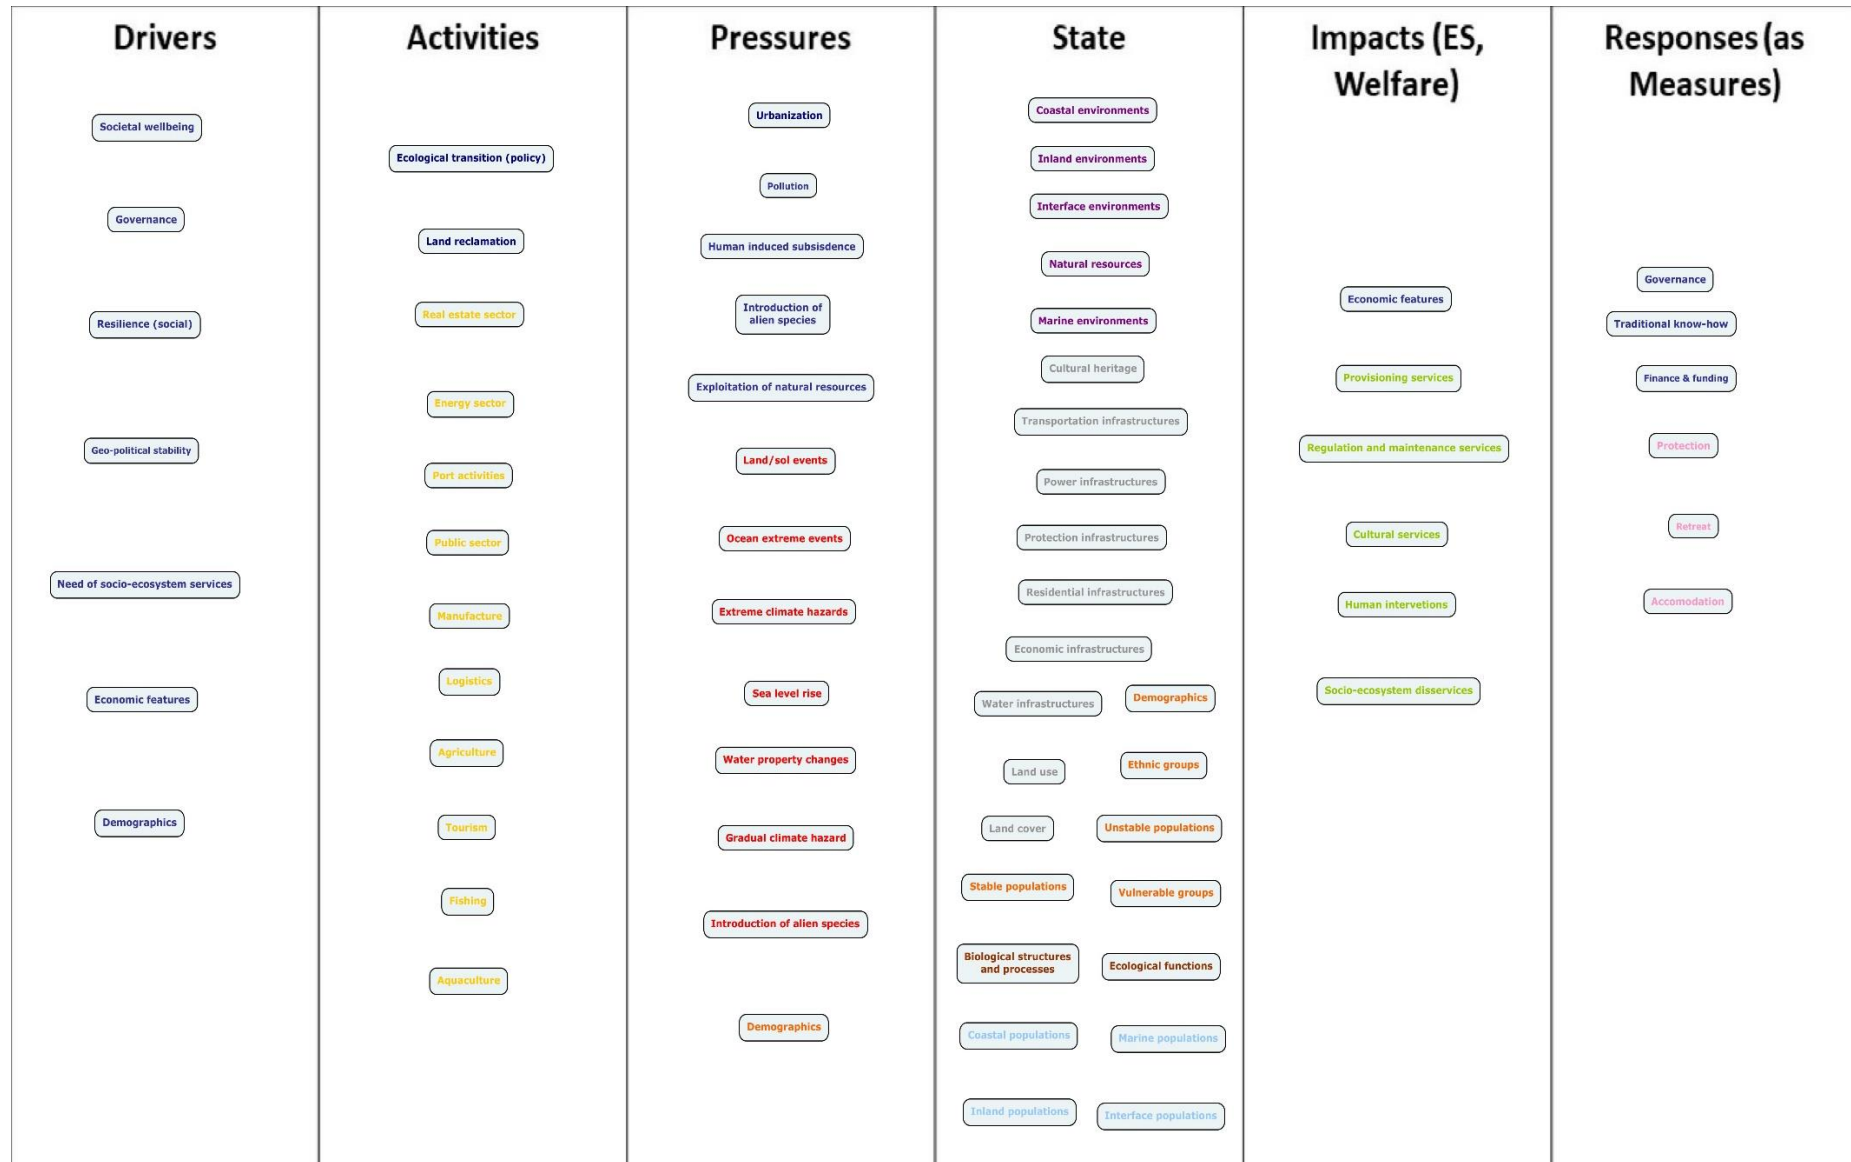 Drivers
Societal wellbeing
Governance
Resilience (social)
Geo-political stability
Need of socio-ecosystem services
Economic features
Demographics
Activities
Ecological transition (policy)
Land reclamation
Real estate sector
Energy sector
Port activities
Public sector
Manufacture
Logistics
Agriculture
Tourism
Fishing
Aquaculture
Pressures
Urbanization
Pollution
Human induced subsisdence
Introduction of
alien species
Exploitation of natural resources
Land/sol events
Ocean extreme events
Extreme climate hazards
Sea level rise
Water property changes
Gradual climate hazard
Introduction of alien species
Demographics
State
Coastal environments
Inland environments
Interface environments
Natural resources
Marine environments
Cultural heritage
Transportation infrastructures
Power infrastructures
Protection infrastructures
Residential infrastructures
Economic infrastructures
Water infrastructures
Demographics
Land use
Ethnic groups
Land cover
Unstable populations
Stable populations
Vulnerable groups
Biological structures
and processes
Ecological functions
Coastal populations
Marine populations
Inland populations
Interface populations
Impacts (ES,
Welfare)
Economic features
Provisioning services
Regulation and maintenance services
Cultural services
Human intervetions
Socio-ecosystem disservices
Responses (as
Measures)
Governance
Traditional know-how
Finance & funding
Protection
Retreat
Accomodation